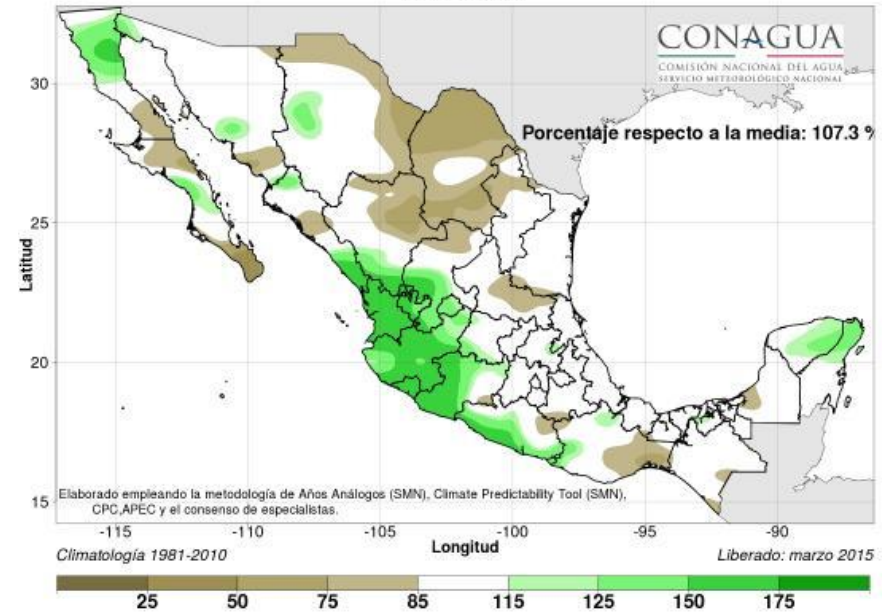 CONAGUA
COMISIÓN NACIONAL DEL AGUA
SERVICIO METEOROLÓGICO NACIONAL
Porcentaje respecto a la media: 107.3 %
30
25
20
15
Latitud
Elaborado empleando la metodología de Años Análogos (SMN), Climate Predictability Tool (SMN),
CPC,APEC y el consenso de especialistas.
-115 -110 -105 -100 -95 -90
Longitud
Climatología 1981-2010 Liberado: marzo 2015
25 50 75 85 115 125 150 175